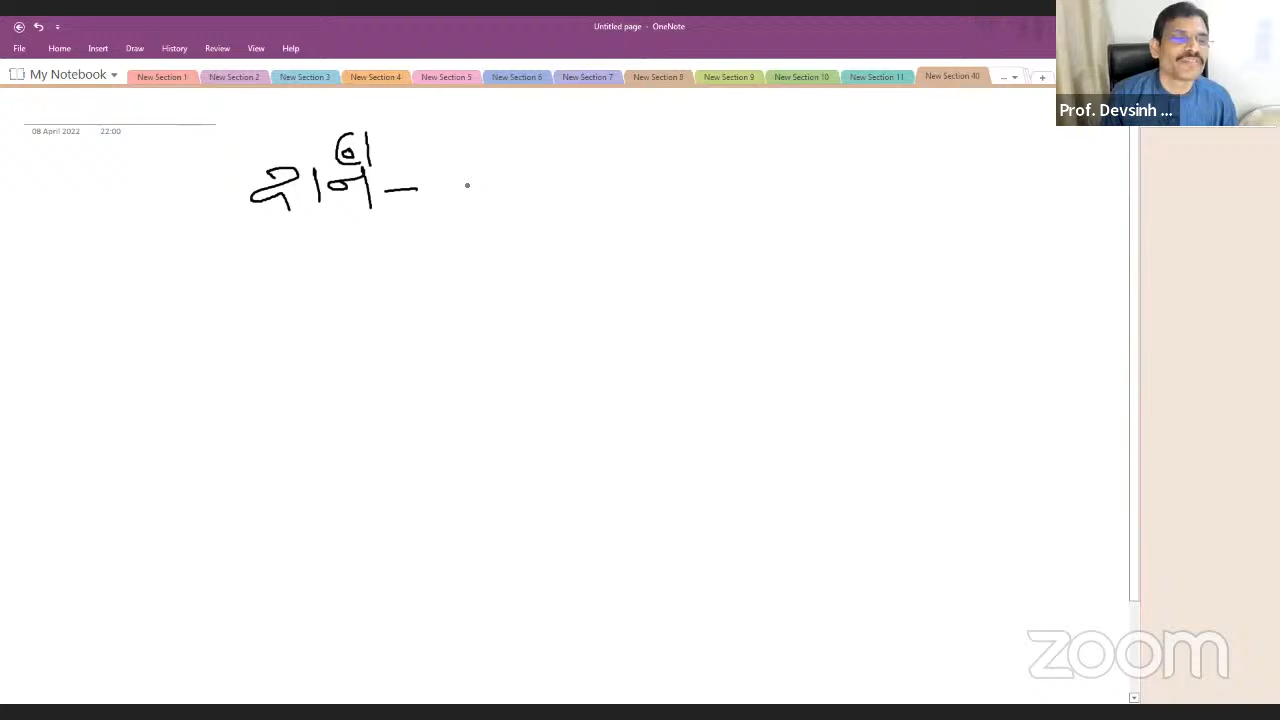 Untitled page - OneNote
File Home Insert Draw History Review View Help
My Notebook New Section 1 New Section 2 New Section 3 New Section 4 New Section 5 New Section 6 New Section 7 New Section 8 New Section 9 New Section 10 New Section 11 New Section 40 ... +
08 April 2022 22:00
Prof. Devsinh ...
zoom